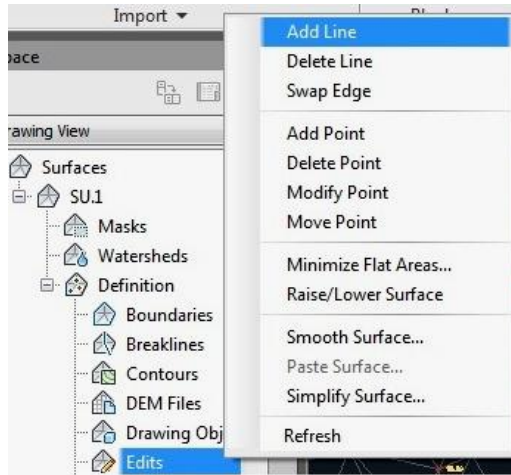 Import
Add Line
Delete Line
Swap Edge
Add Point
Delete Point
Modify Point
Move Point
Minimize Flat Areas...
Raise/Lower Surface
Smooth Surface...
Paste Surface...
Simplify Surface...
Refresh
pace
rawing View
Surfaces
SU.1
Masks
Watersheds
Definition
Boundaries
Breaklines
Contours
DEM Files
Drawing Obj
Edits